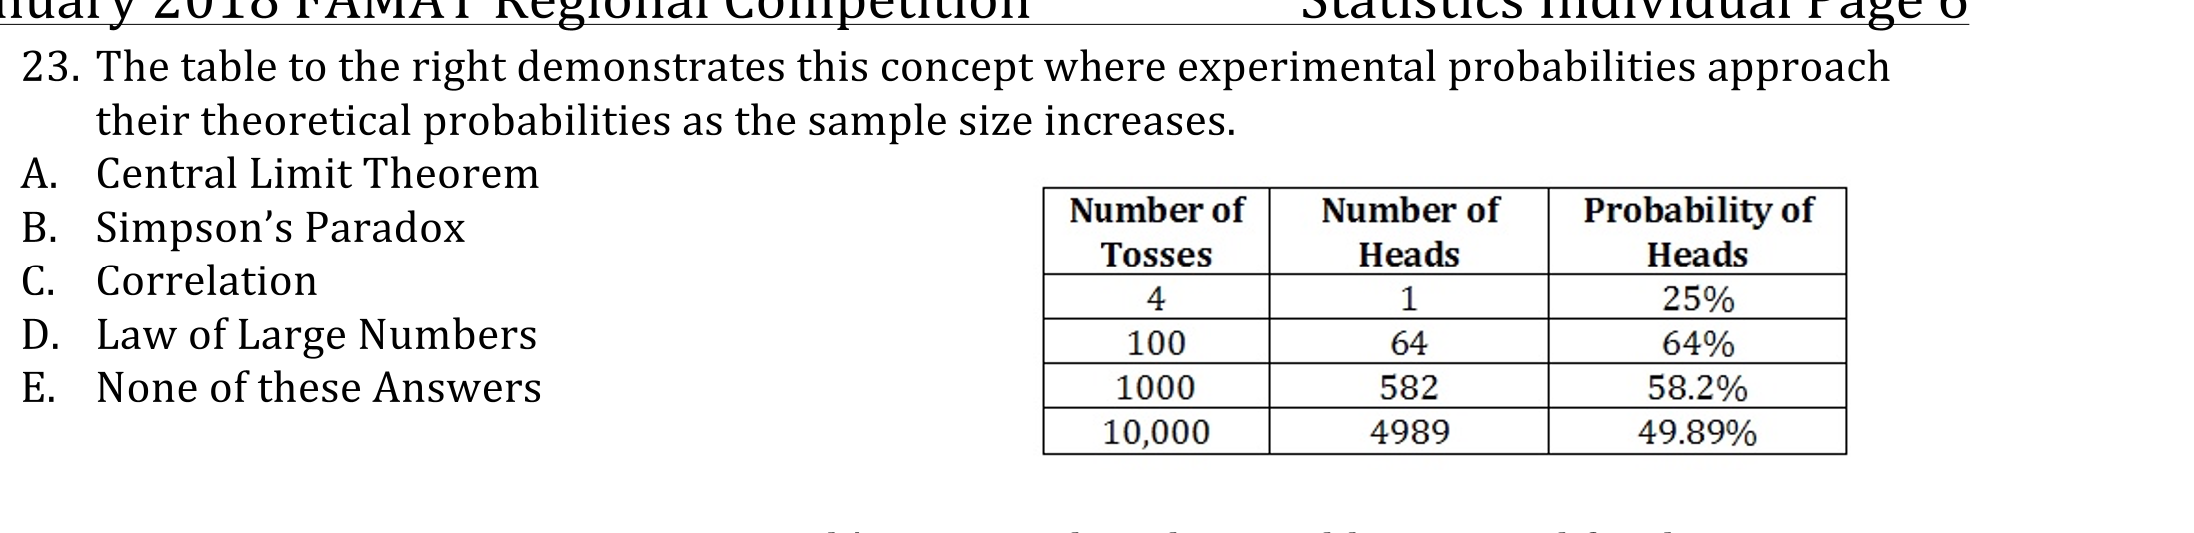 nuary 2018 FAMAT Regional Competition Statistics Individual Page 6
23. The table to the right demonstrates this concept where experimental probabilities approach
their theoretical probabilities as the sample size increases.
A. Central Limit Theorem
B. Simpson’s Paradox
C. Correlation
D. Law of Large Numbers
E. None of these Answers
Number of Tosses Number of Heads Probability of Heads
4 1 25%
100 64 64%
1000 582 58.2%
10,000 4989 49.89%